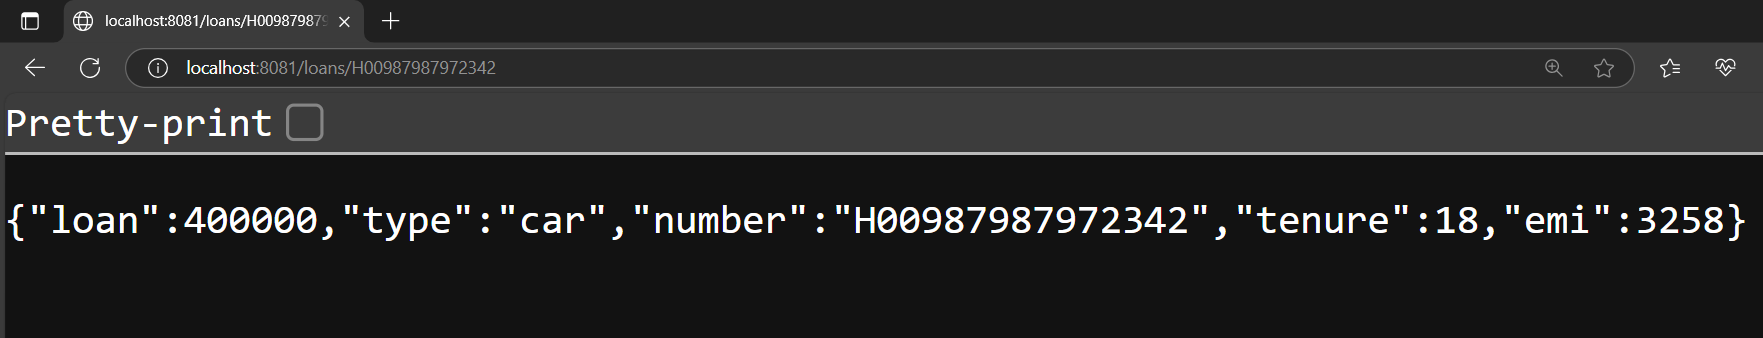 localhost:8081/loans/H00987987
localhost:8081/loans/H00987987972342
Pretty-print
{"loan":400000,"type":"car","number":"H00987987972342","tenure":18,"emi":3258}